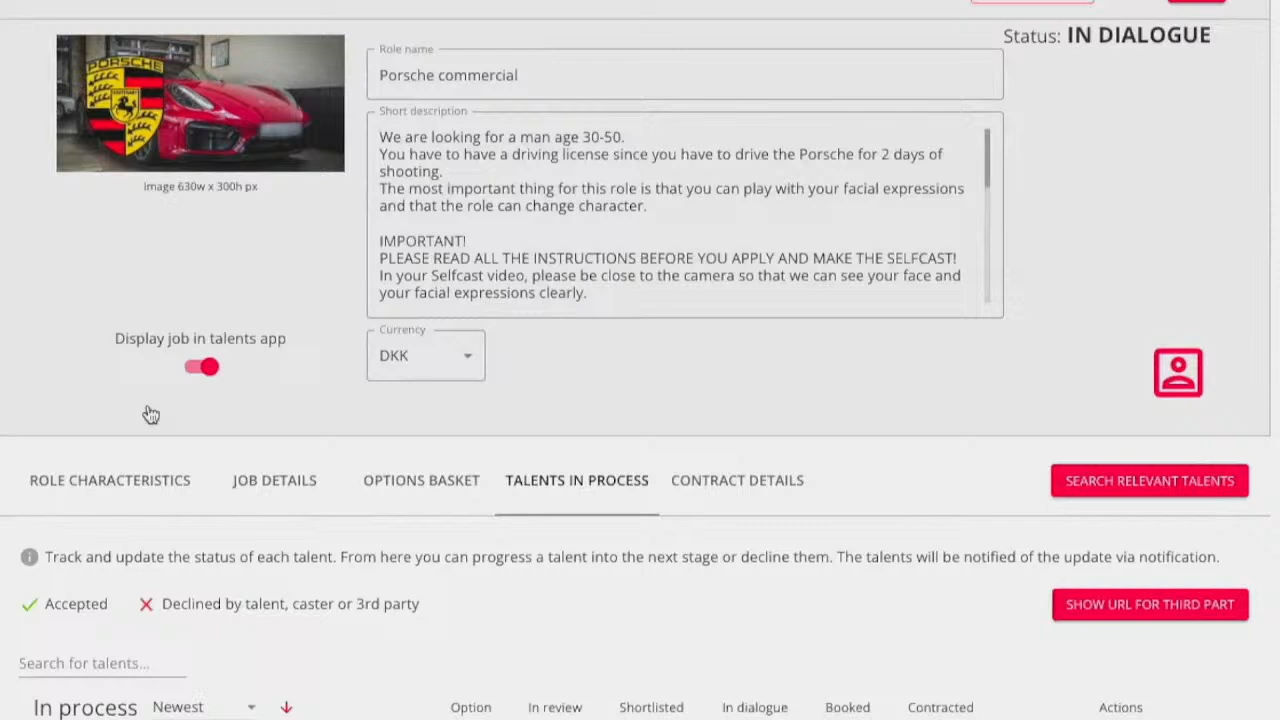 Status: IN DIALOGUE
PORSCHE
Role name
Porsche commercial
Short description
We are looking for a man age 30-50.
You have to have a driving license since you have to drive the Porsche for 2 days of
shooting.
The most important thing for this role is that you can play with your facial expressions
and that the role can change character.
IMPORTANT!
PLEASE READ ALL THE INSTRUCTIONS BEFORE YOU APPLY AND MAKE THE SELFCAST!
In your Selfcast video, please be close to the camera so that we can see your face and
your facial expressions clearly.
Image 630w x 300h px
Display job in talents app
Currency
DKK
ROLE CHARACTERISTICS
JOB DETAILS
OPTIONS BASKET
TALENTS IN PROCESS
CONTRACT DETAILS
SEARCH RELEVANT TALENTS
Track and update the status of each talent. From here you can progress a talent into the next stage or decline them. The talents will be notified of the update via notification.
Accepted
Declined by talent, caster or 3rd party
SHOW URL FOR THIRD PART
Search for talents...
In process
Newest
Option
In review
Shortlisted
In dialogue
Booked
Contracted
Actions